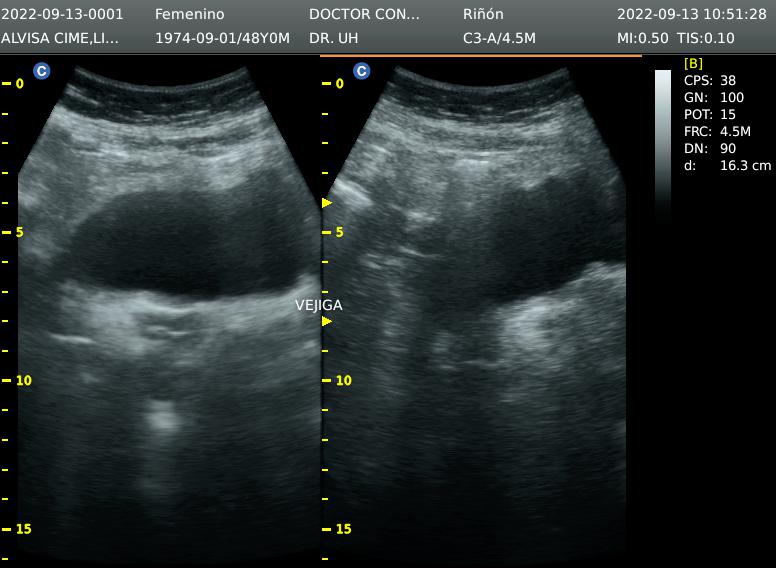 2022-09-13-0001 Femenino DOCTOR CON... Riñón 2022-09-13 10:51:28
ALVISA CIME,LI... 1974-09-01/48Y0M DR. UH C3-A/4.5M MI:0.50 TIS:0.10
C C [B]
0 0 CPS: 38
GN: 100
POT: 15
FRC: 4.5M
DN: 90
d: 16.3 cm
5 5
VEJIGA
10 10
15 15